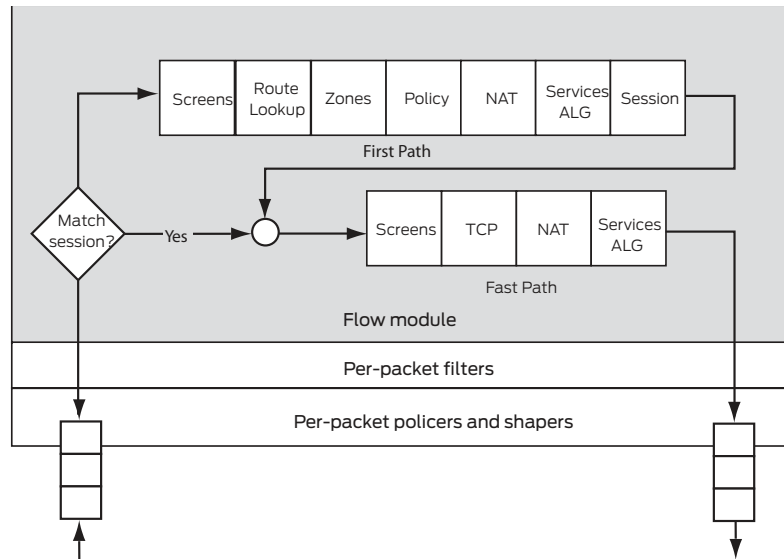 Screens
Route
Lookup
Zones
Policy
NAT
Services
ALG
Session
First Path
Match
session?
Yes
Screens
TCP
NAT
Services
ALG
Fast Path
Flow module
Per-packet filters
Per-packet policers and shapers